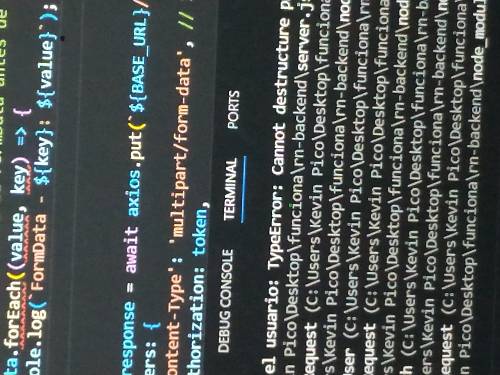 ta.forEach((value, key) => {
ole.log(`FormData - ${key}: ${value}`);
response = await axios.put(`${BASE_URL}/
ers: {
ontent-Type': 'multipart/form-data', //
thorization: token,
DEBUG CONSOLE TERMINAL PORTS
el usuario: TypeError: Cannot destructure p
n Pico\Desktop\funciona\rn-backend\server.js
equest (C:\Users\Kevin Pico\Desktop\funciona
rs\Kevin Pico\Desktop\funciona\rn-backend\nod
ser (C:\Users\Kevin Pico\Desktop\funciona\rn
equest (C:\Users\Kevin Pico\Desktop\funciona
s\Kevin Pico\Desktop\funciona\rn-backend\nod
h (C:\Users\Kevin Pico\Desktop\funciona\rn-b
ers\Kevin Pico\Desktop\funciona\rn-backend\n
equest (C:\Users\Kevin Pico\Desktop\funciona
n Pico\Desktop\funciona\rn-backend\node_modul